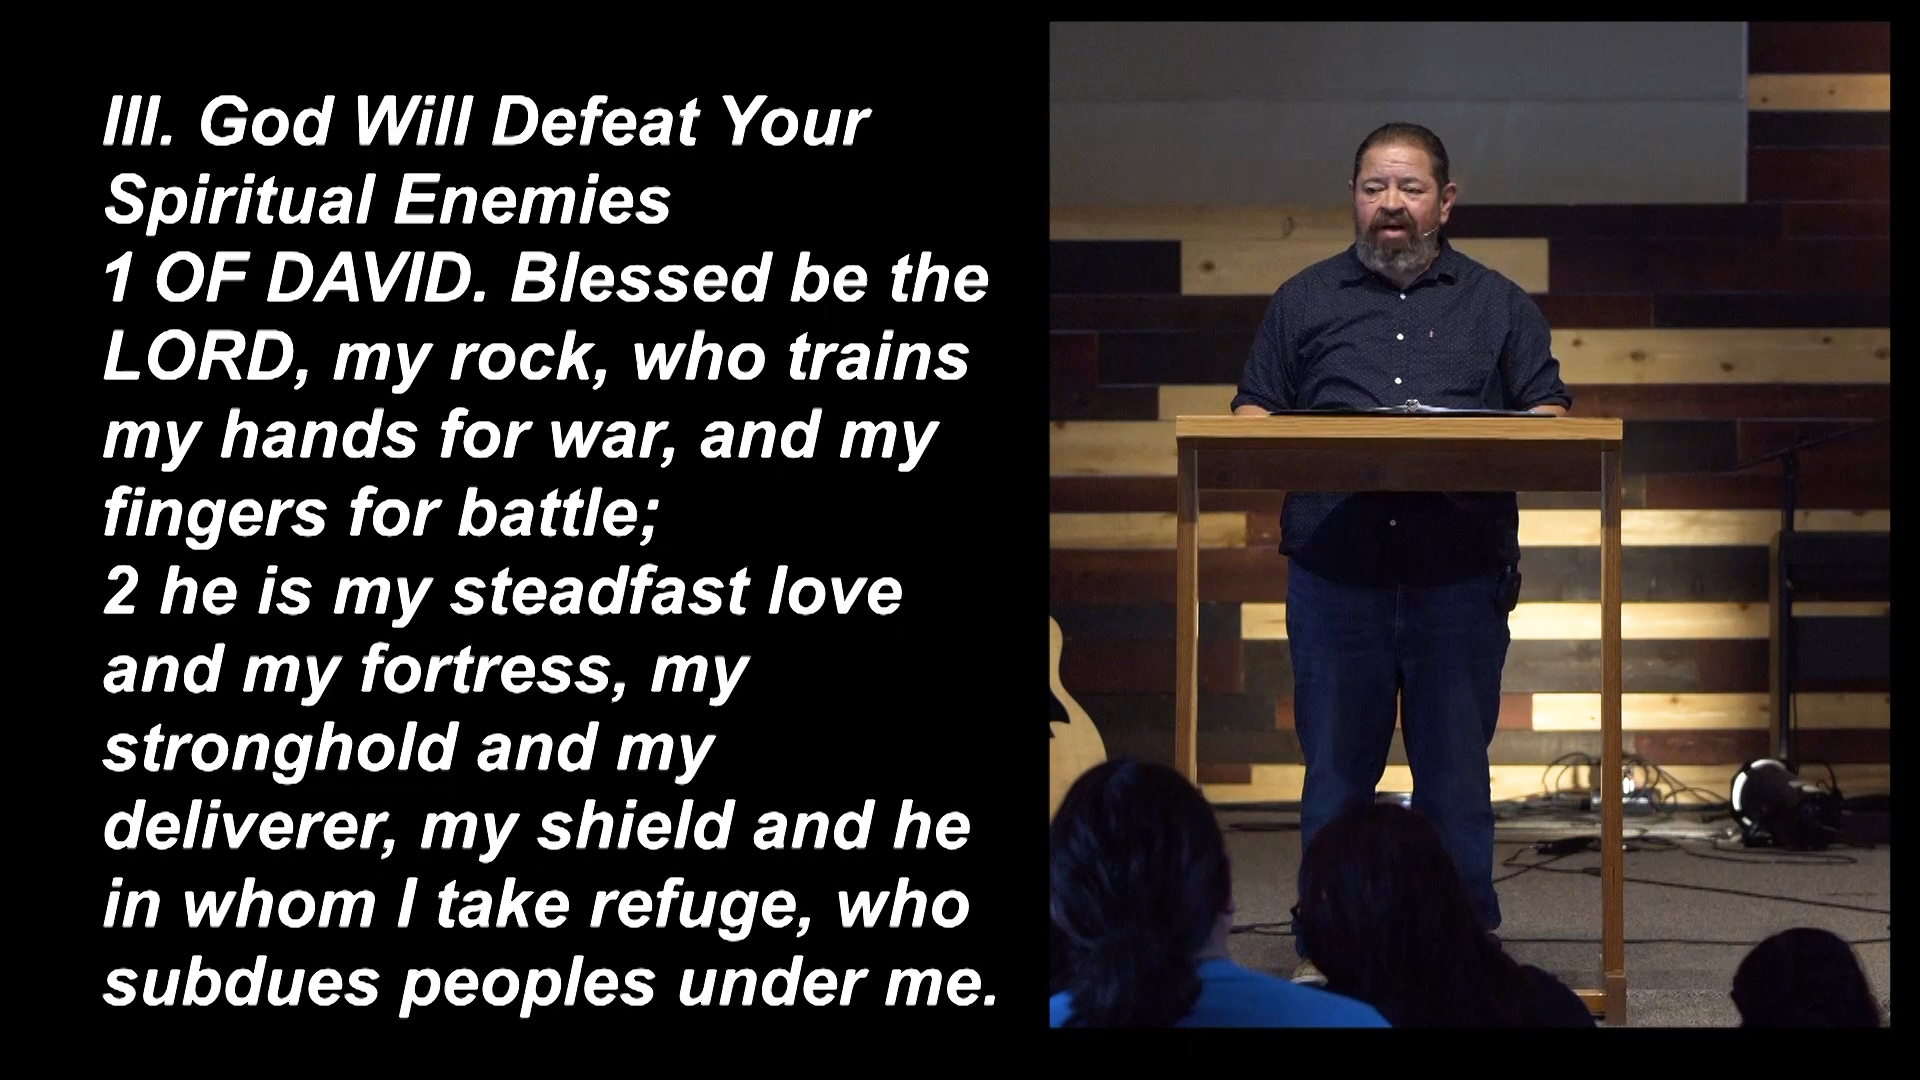 III. God Will Defeat Your
Spiritual Enemies
1 OF DAVID. Blessed be the
LORD, my rock, who trains
my hands for war, and my
fingers for battle;
2 he is my steadfast love
and my fortress, my
stronghold and my
deliverer, my shield and he
in whom I take refuge, who
subdues peoples under me.